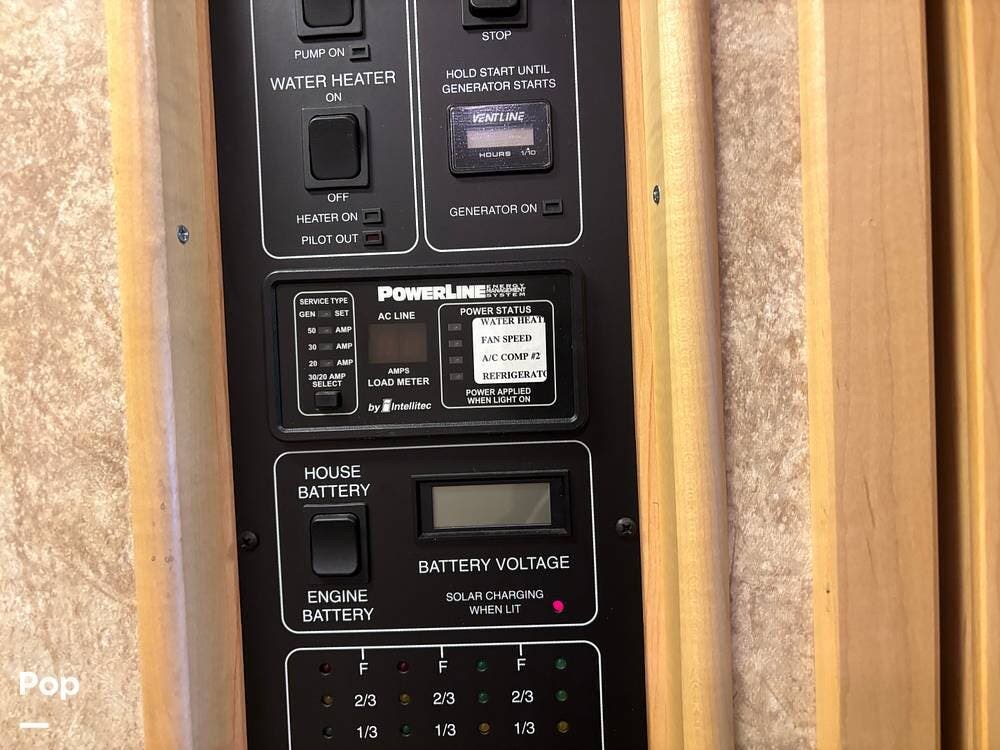 PUMP ON
WATER HEATER
ON
OFF
HEATER ON
PILOT OUT
STOP
HOLD START UNTIL
GENERATOR STARTS
VENTLINE
HOURS 1/10
GENERATOR ON
POWERLINE ENERGY
MANAGEMENT
SYSTEM
SERVICE TYPE
GEN SET
50 AMP
30 AMP
20 AMP
30/20 AMP
SELECT
AC LINE
AMPS
LOAD METER
by Intellitec
POWER STATUS
WATER HEAT
FAN SPEED
A/C COMP #2
REFRIGERATO
POWER APPLIED
WHEN LIGHT ON
HOUSE
BATTERY
ENGINE
BATTERY
BATTERY VOLTAGE
SOLAR CHARGING
WHEN LIT
F F F
2/3 2/3 2/3
1/3 1/3 1/3
Pop